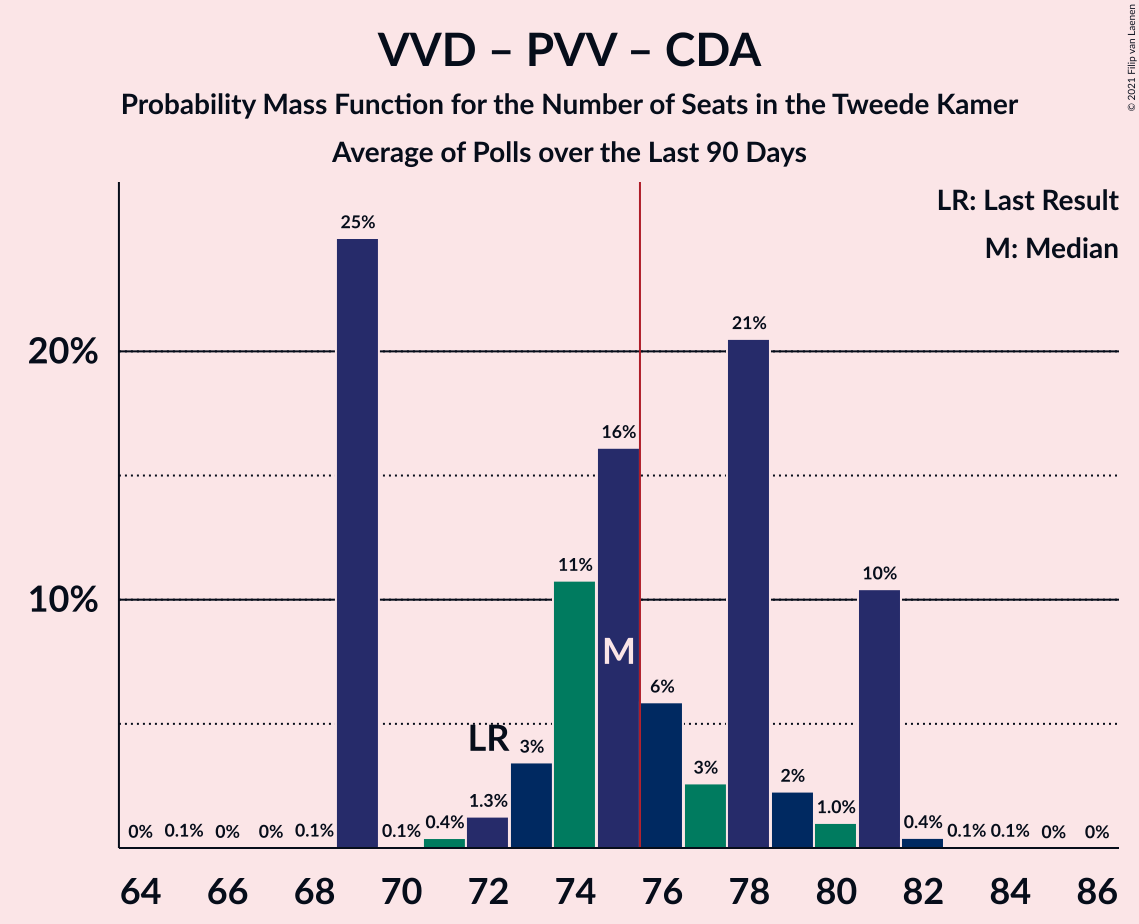 VVD – PVV – CDA
Probability Mass Function for the Number of Seats in the Tweede Kamer
Average of Polls over the Last 90 Days
© 2021 Filip van Laenen
LR: Last Result
M: Median
20%
10%
0%
0.1%
0%
0%
0.1%
25%
0.1%
0.4%
1.3%
LR
3%
11%
16%
M
6%
3%
21%
2%
1.0%
10%
0.4%
0.1%
0.1%
0%
0%
64 66 68 70 72 74 76 78 80 82 84 86